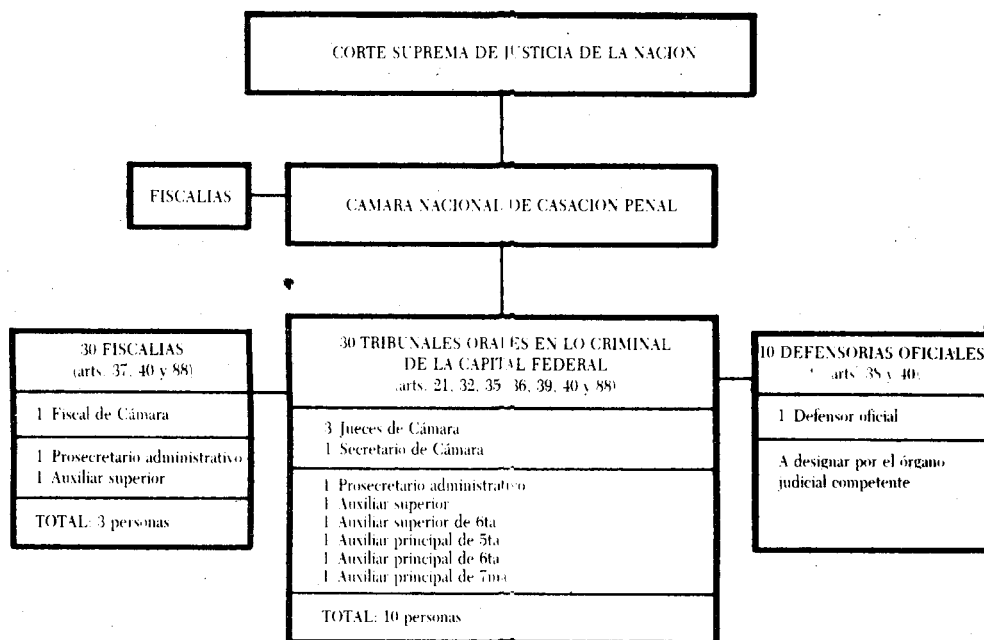 CORTE SUPREMA DE JUSTICIA DE LA NACION
FISCALIAS
CAMARA NACIONAL DE CASACION PENAL
30 FISCALIAS
(arts. 37, 40 y 88)
1 Fiscal de Cámara
1 Prosecretario administrativo
1 Auxiliar superior
TOTAL: 3 personas
30 TRIBUNALES ORALES EN LO CRIMINAL
DE LA CAPITAL FEDERAL
(arts. 21, 32, 35, 36, 39, 40 y 88)
3 Jueces de Cámara
1 Secretario de Cámara
1 Prosecretario administrativo
1 Auxiliar superior
1 Auxiliar superior de 6ta
1 Auxiliar principal de 5ta
1 Auxiliar principal de 6ta
1 Auxiliar principal de 7ma
TOTAL: 10 personas
10 DEFENSORIAS OFICIALES
( arts. 38 y 40)
1 Defensor oficial
A designar por el órgano
judicial competente